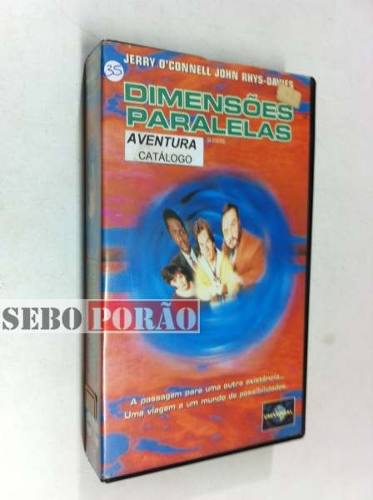 35
JERRY O'CONNELL JOHN RHYS-DAVIES
DIMENSÕES
PARALELAS
AVENTURA
CATÁLOGO
SEBO PORÃO
A passagem para uma outra existência...
Uma viagem a um mundo de possibilidades.
UNIVERSAL